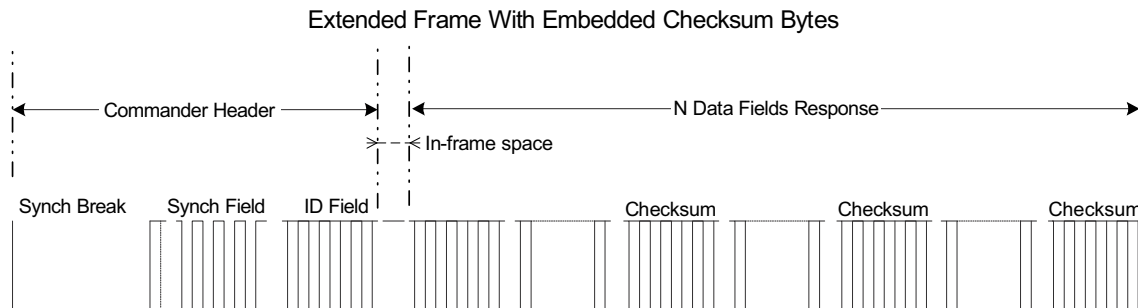 Extended Frame With Embedded Checksum Bytes
Commander Header
N Data Fields Response
In-frame space
Synch Break
Synch Field
ID Field
Checksum
Checksum
Checksum